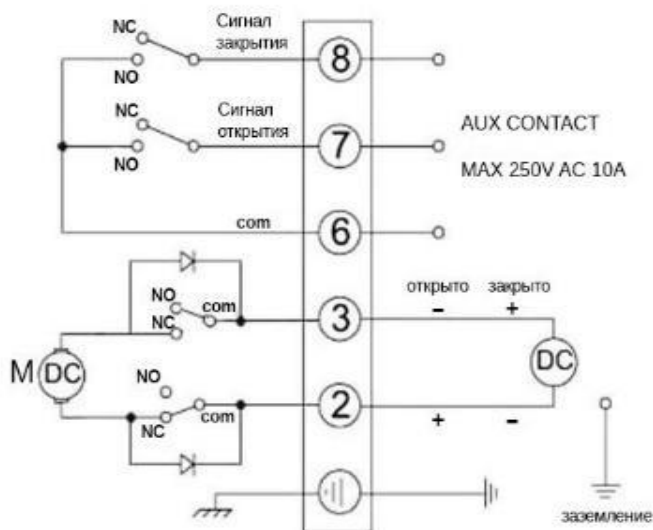 NC
Сигнал
закрытия
8
NO
NC
Сигнал
открытия
7
NO
AUX CONTACT
MAX 250V AC 10A
com
6
NO
com
NC
3
открыто закрыто
- +
M DC
DC
NO
NC
com
2
+ -
заземление